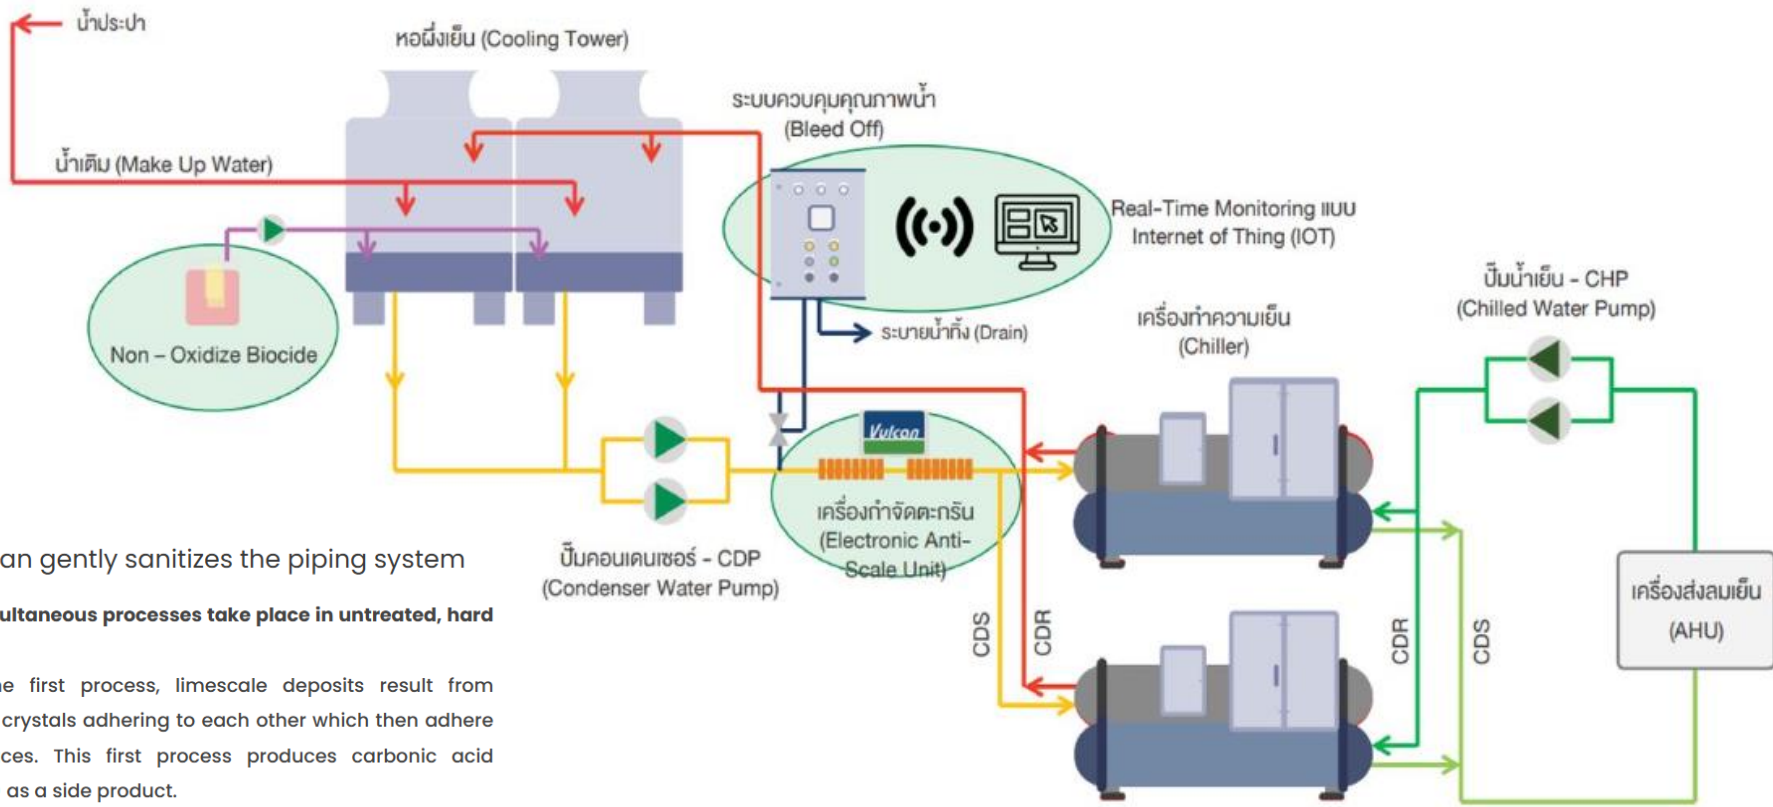 น้ำประปา
หอผึ่งเย็น (Cooling Tower)
ระบบควบคุมคุณภาพน้ำ
(Bleed Off)
น้ำเติม (Make Up Water)
Real-Time Monitoring แบบ
Internet of Thing (IOT)
ปั๊มน้ำเย็น - CHP
(Chilled Water Pump)
เครื่องทำความเย็น
(Chiller)
ระบายน้ำทิ้ง (Drain)
Non – Oxidize Biocide
Vulcan
เครื่องกำจัดตะกรัน
(Electronic Anti-
Scale Unit)
ปั๊มคอนเดนเซอร์ - CDP
(Condenser Water Pump)
CDS
CDR
CDR
CDS
เครื่องส่งลมเย็น
(AHU)
an gently sanitizes the piping system
ultaneous processes take place in untreated, hard
ne first process, limescale deposits result from
crystals adhering to each other which then adhere
ces. This first process produces carbonic acid
as a side product.